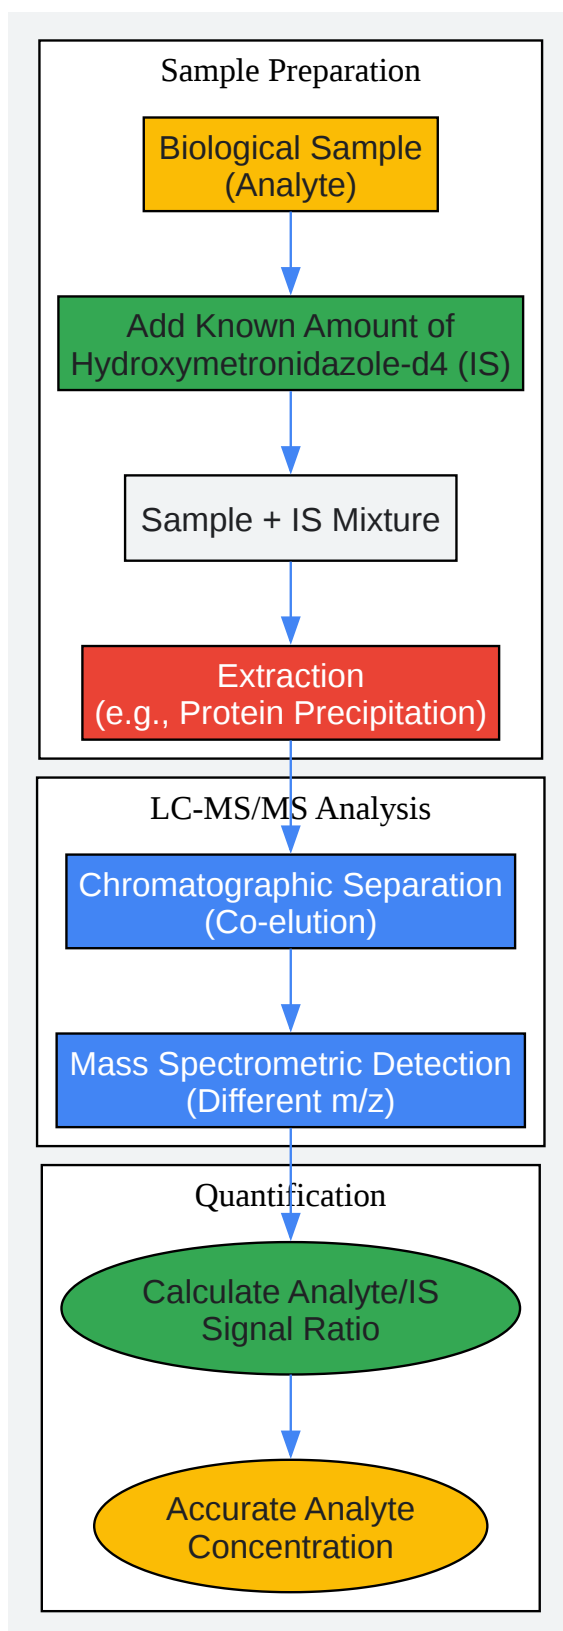 Sample Preparation
Biological Sample
(Analyte)
Add Known Amount of
Hydroxymetronidazole-d4 (IS)
Sample + IS Mixture
Extraction
(e.g., Protein Precipitation)
LC-MS/MS Analysis
Chromatographic Separation
(Co-elution)
Mass Spectrometric Detection
(Different m/z)
Quantification
Calculate Analyte/IS
Signal Ratio
Accurate Analyte
Concentration